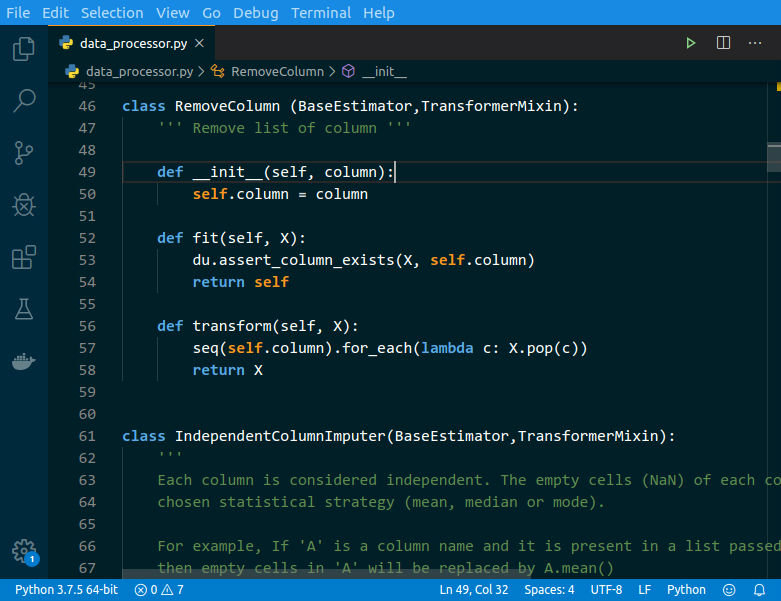 File Edit Selection View Go Debug Terminal Help
data_processor.py
data_processor.py > RemoveColumn > __init__
45
46 class RemoveColumn (BaseEstimator,TransformerMixin):
47     ''' Remove list of column '''
48
49     def __init__(self, column):
50         self.column = column
51
52     def fit(self, X):
53         du.assert_column_exists(X, self.column)
54         return self
55
56     def transform(self, X):
57         seq(self.column).for_each(lambda c: X.pop(c))
58         return X
59
60
61 class IndependentColumnImputer(BaseEstimator,TransformerMixin):
62     '''
63     Each column is considered independent. The empty cells (NaN) of each co
64     chosen statistical strategy (mean, median or mode).
65
66     For example, If 'A' is a column name and it is present in a list passed
67     then empty cells in 'A' will be replaced by A.mean()
1
Python 3.7.5 64-bit 0 7 Ln 49, Col 32 Spaces: 4 UTF-8 LF Python